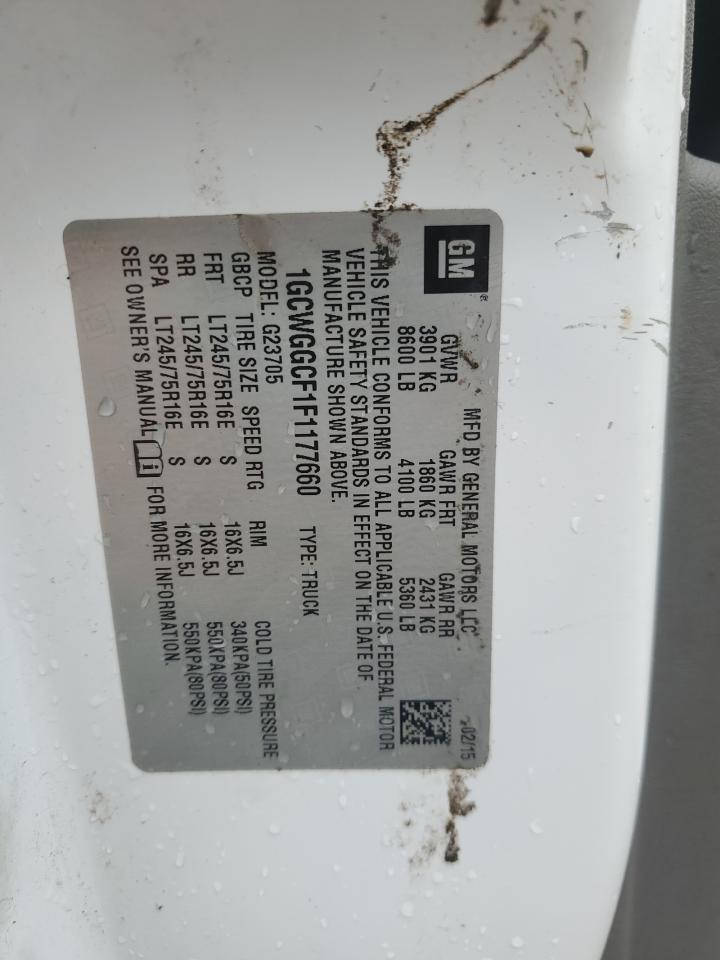 GM
MFD BY GENERAL MOTORS LLC 02/15
GVWR GAWR FRT GAWR RR
3901 KG 1860 KG 2431 KG
8600 LB 4100 LB 5360 LB
THIS VEHICLE CONFORMS TO ALL APPLICABLE U.S. FEDERAL MOTOR
VEHICLE SAFETY STANDARDS IN EFFECT ON THE DATE OF
MANUFACTURE SHOWN ABOVE.
1GCWGGCF1F1177660 TYPE: TRUCK
MODEL: G23705
GBCP TIRE SIZE SPEED RTG RIM COLD TIRE PRESSURE
FRT LT245/75R16E S 16X6.5J 340KPA(50PSI)
RR LT245/75R16E S 16X6.5J 550KPA(80PSI)
SPA LT245/75R16E S 16X6.5J 550KPA(80PSI)
SEE OWNER'S MANUAL FOR MORE INFORMATION.